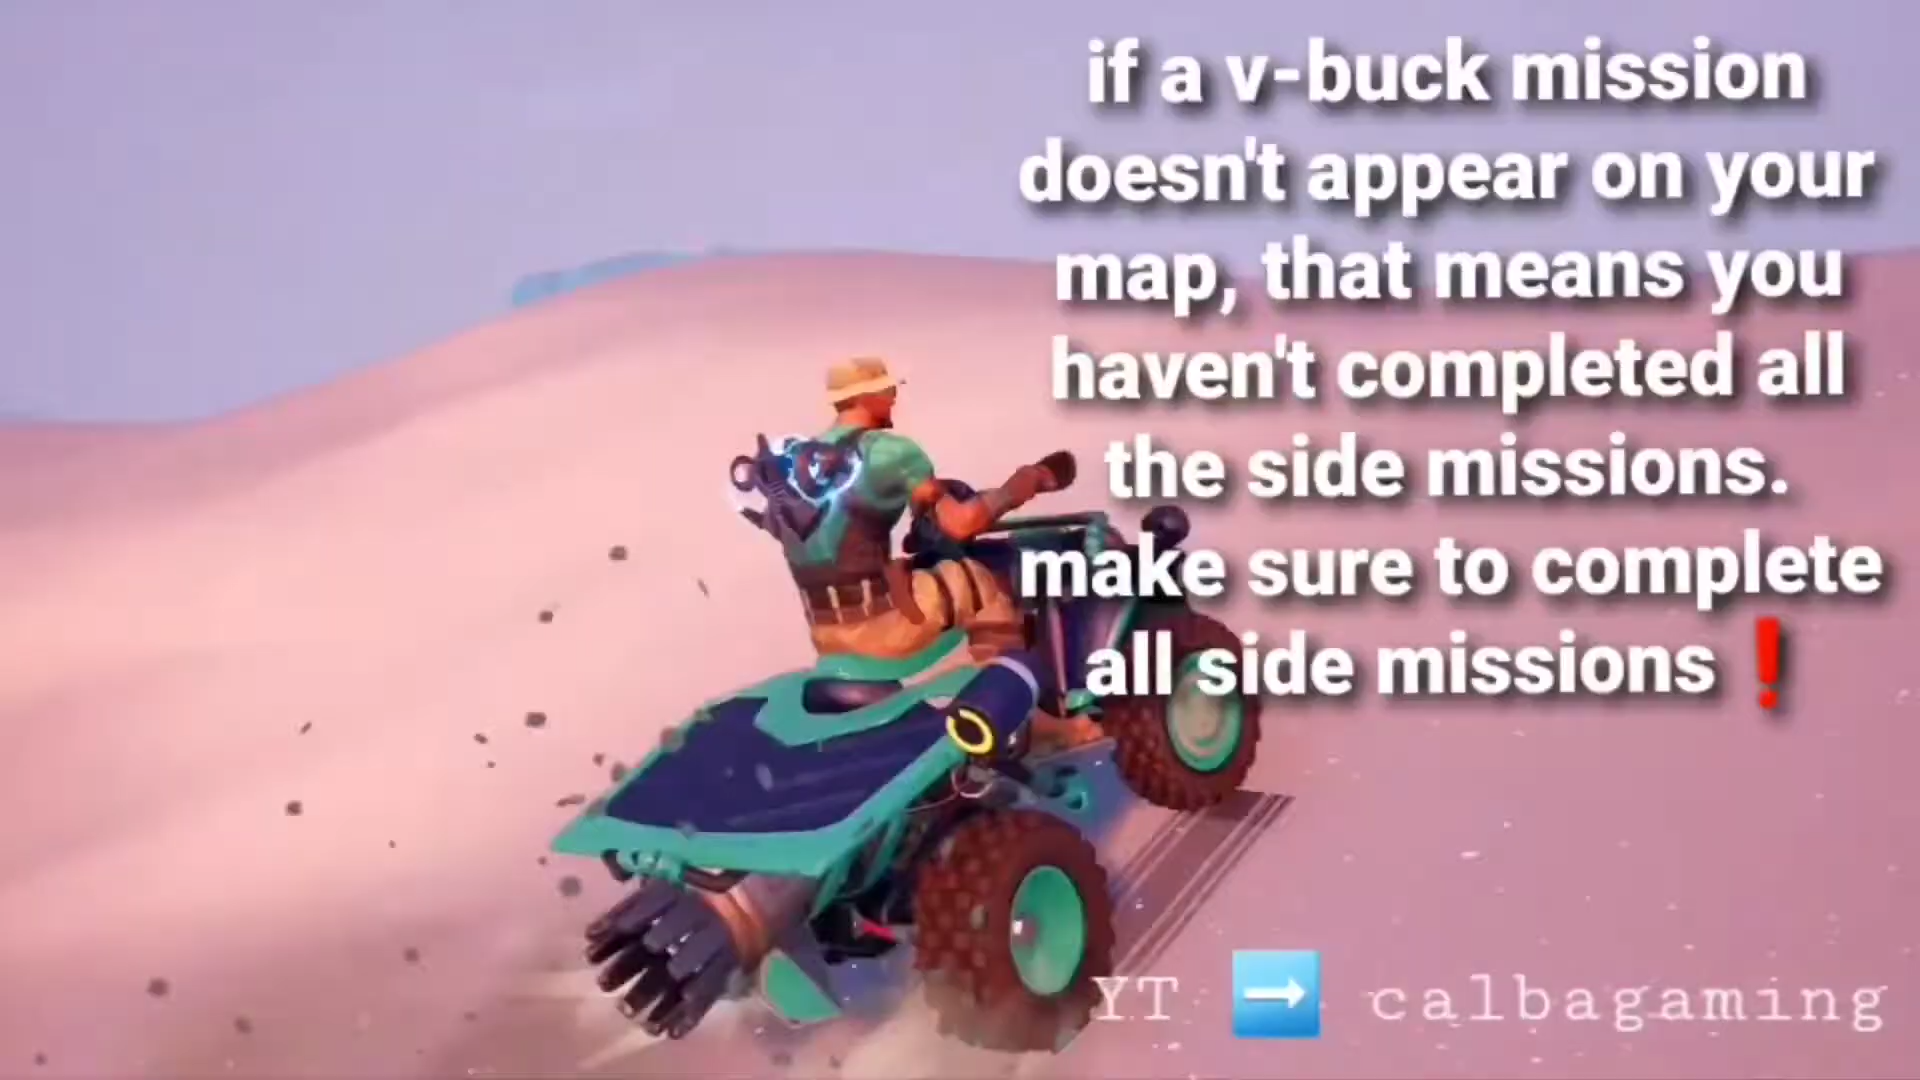 if a v-buck mission
doesn't appear on your
map, that means you
haven't completed all
the side missions.
make sure to complete
all side missions❗
YT ➡ calbagaming